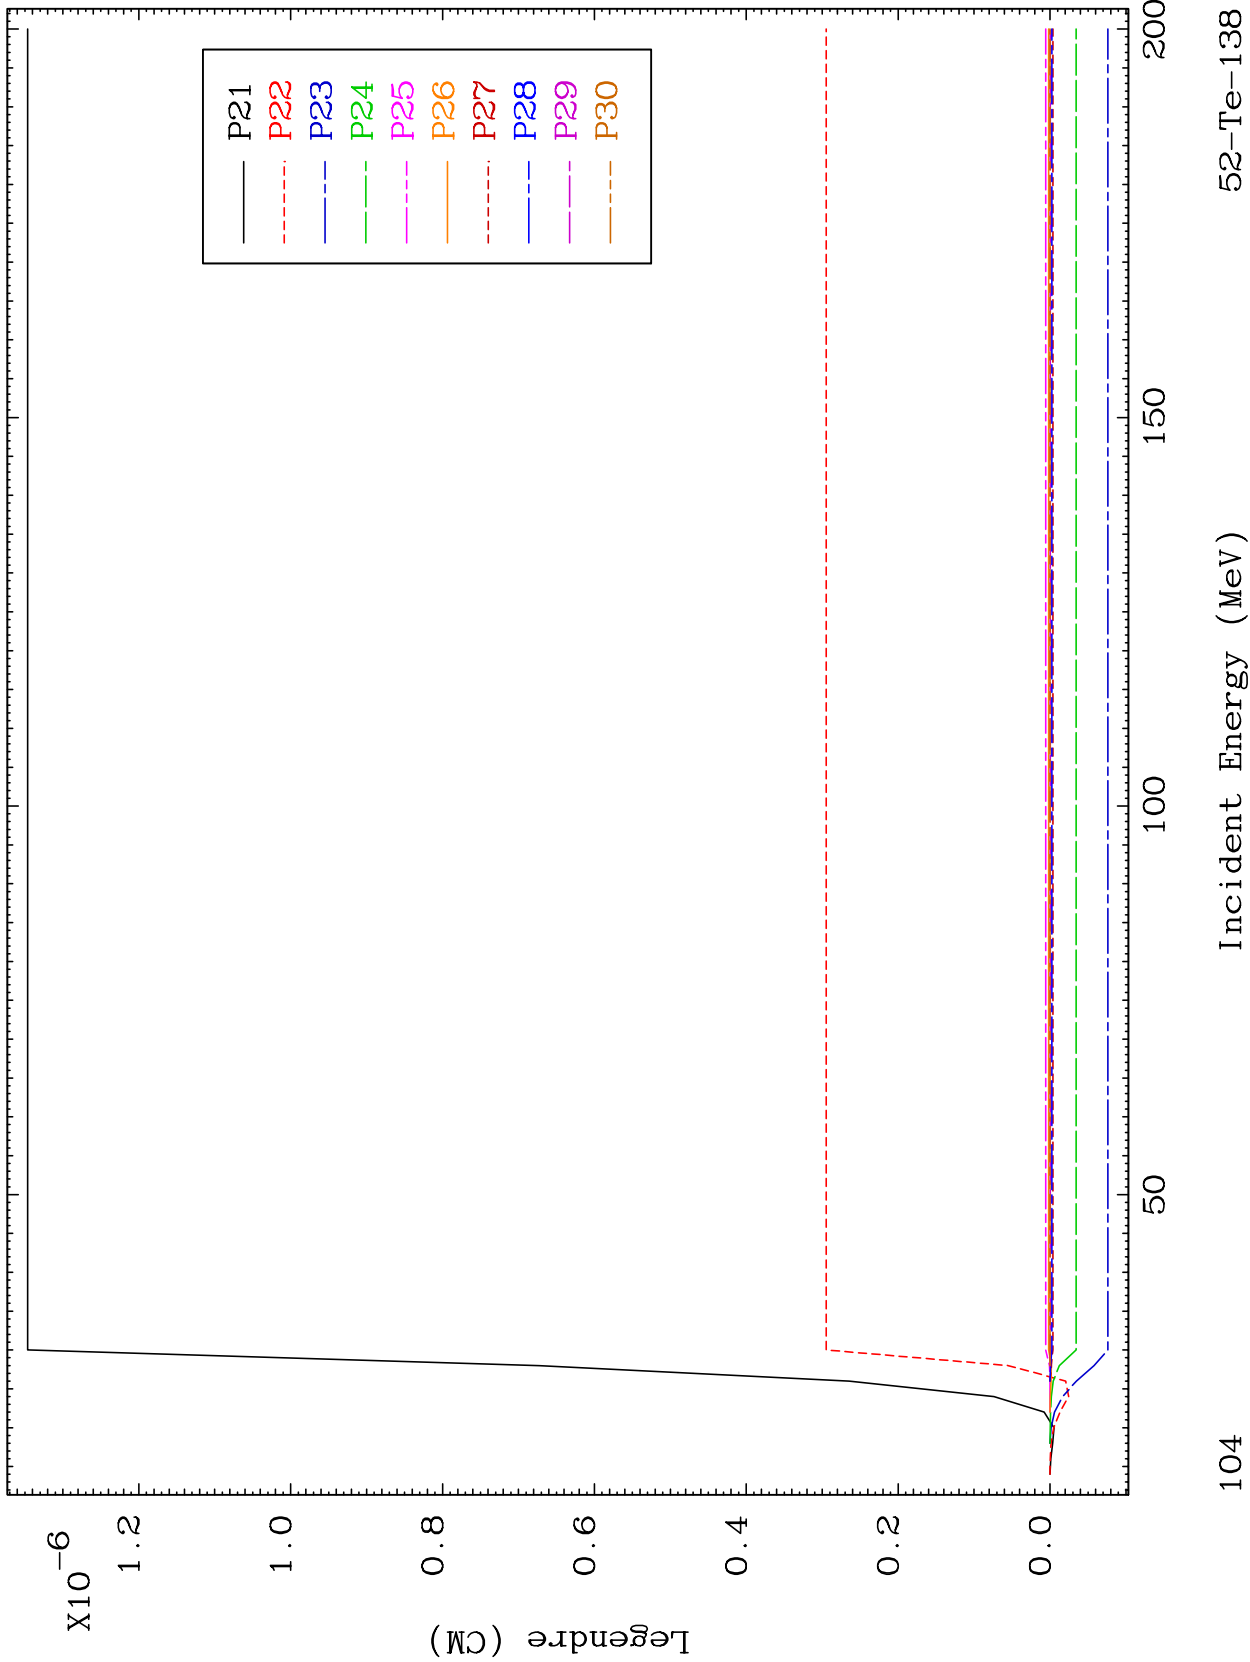 X10⁻⁶
1.2
1.0
0.8
0.6
0.4
0.2
0.0
Legendre (CM)
P21
P22
P23
P24
P25
P26
P27
P28
P29
P30
50
100
150
200
Incident Energy (MeV)
104
52-Te-138